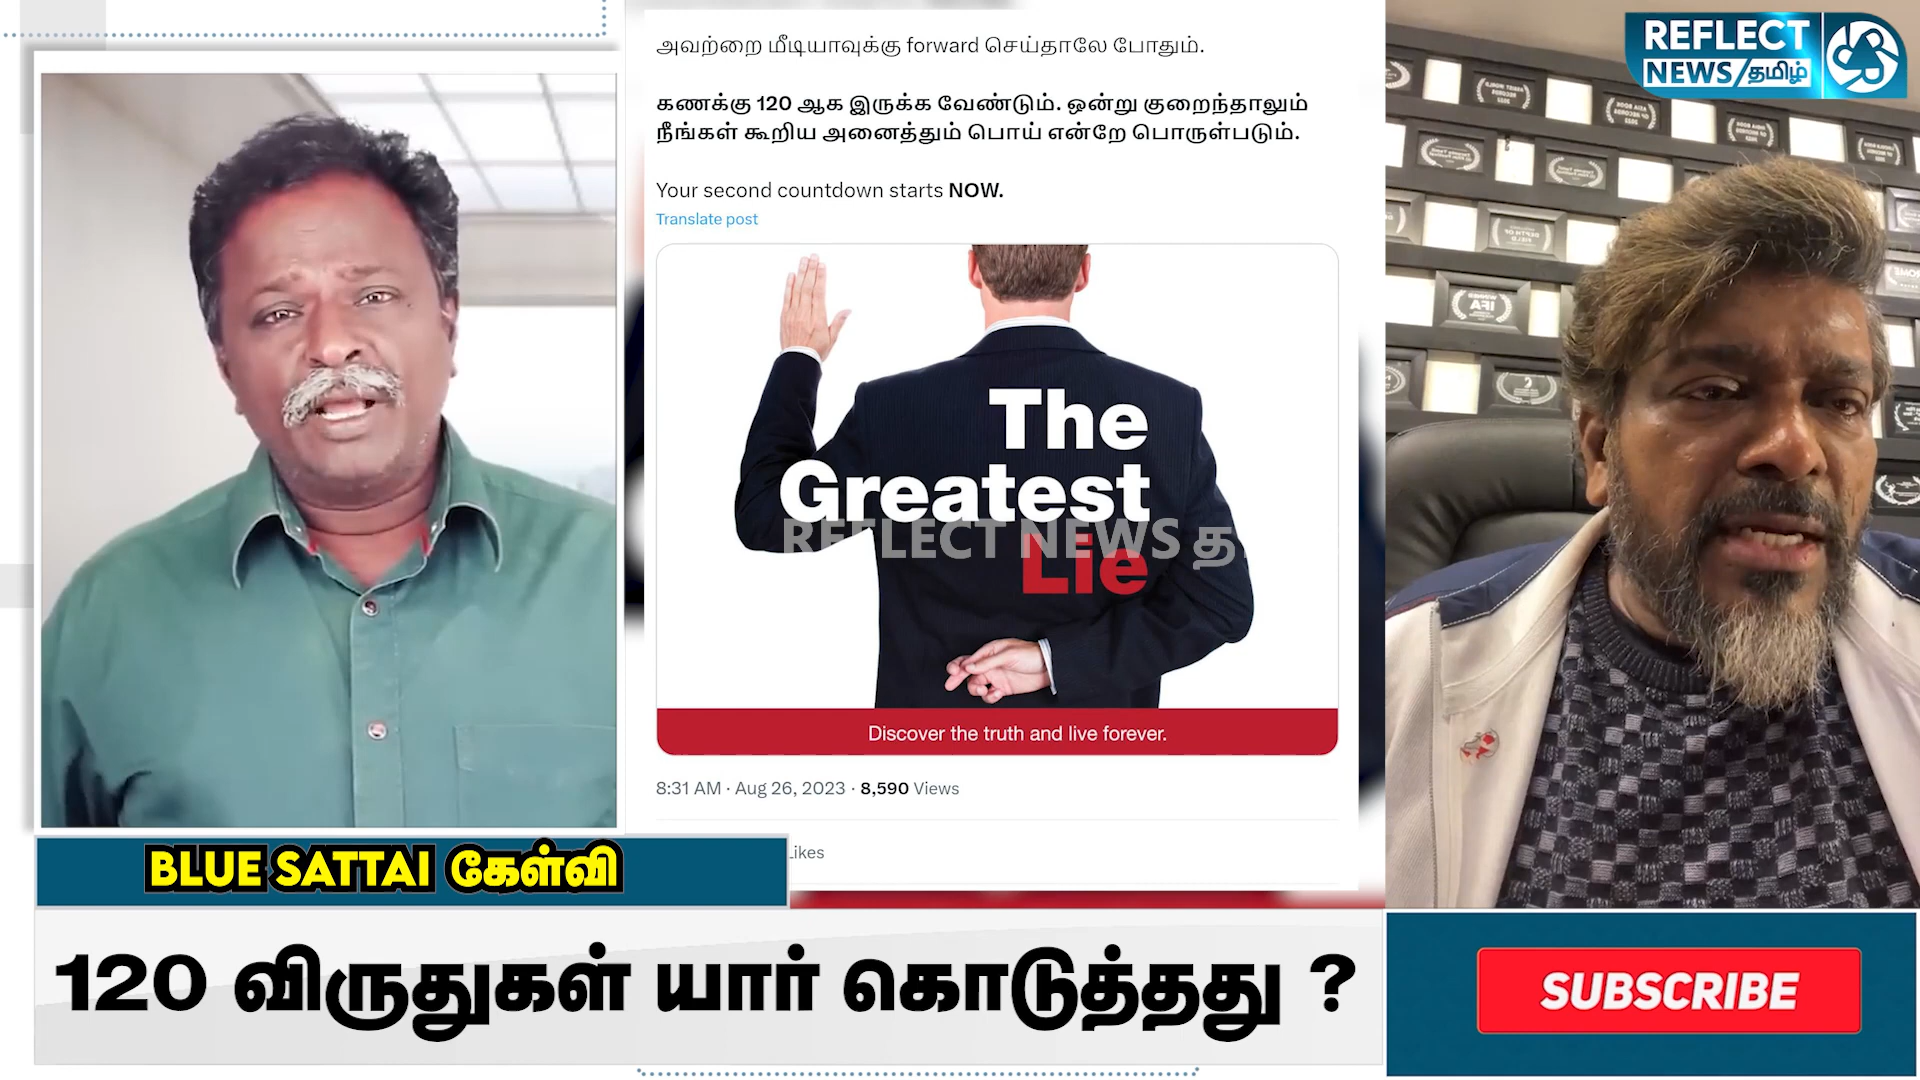 அவற்றை மீடியாவுக்கு forward செய்தாலே போதும்.
கணக்கு 120 ஆக இருக்க வேண்டும். ஒன்று குறைந்தாலும்
நீங்கள் கூறிய அனைத்தும் பொய் என்றே பொருள்படும்.
Your second countdown starts NOW.
Translate post
The
Greatest
Lie
REFLECT NEWS த
Discover the truth and live forever.
8:31 AM · Aug 26, 2023 · 8,590 Views
Likes
REFLECT
NEWS/தமிழ்
BLUE SATTAI கேள்வி
120 விருதுகள் யார் கொடுத்தது ?
SUBSCRIBE